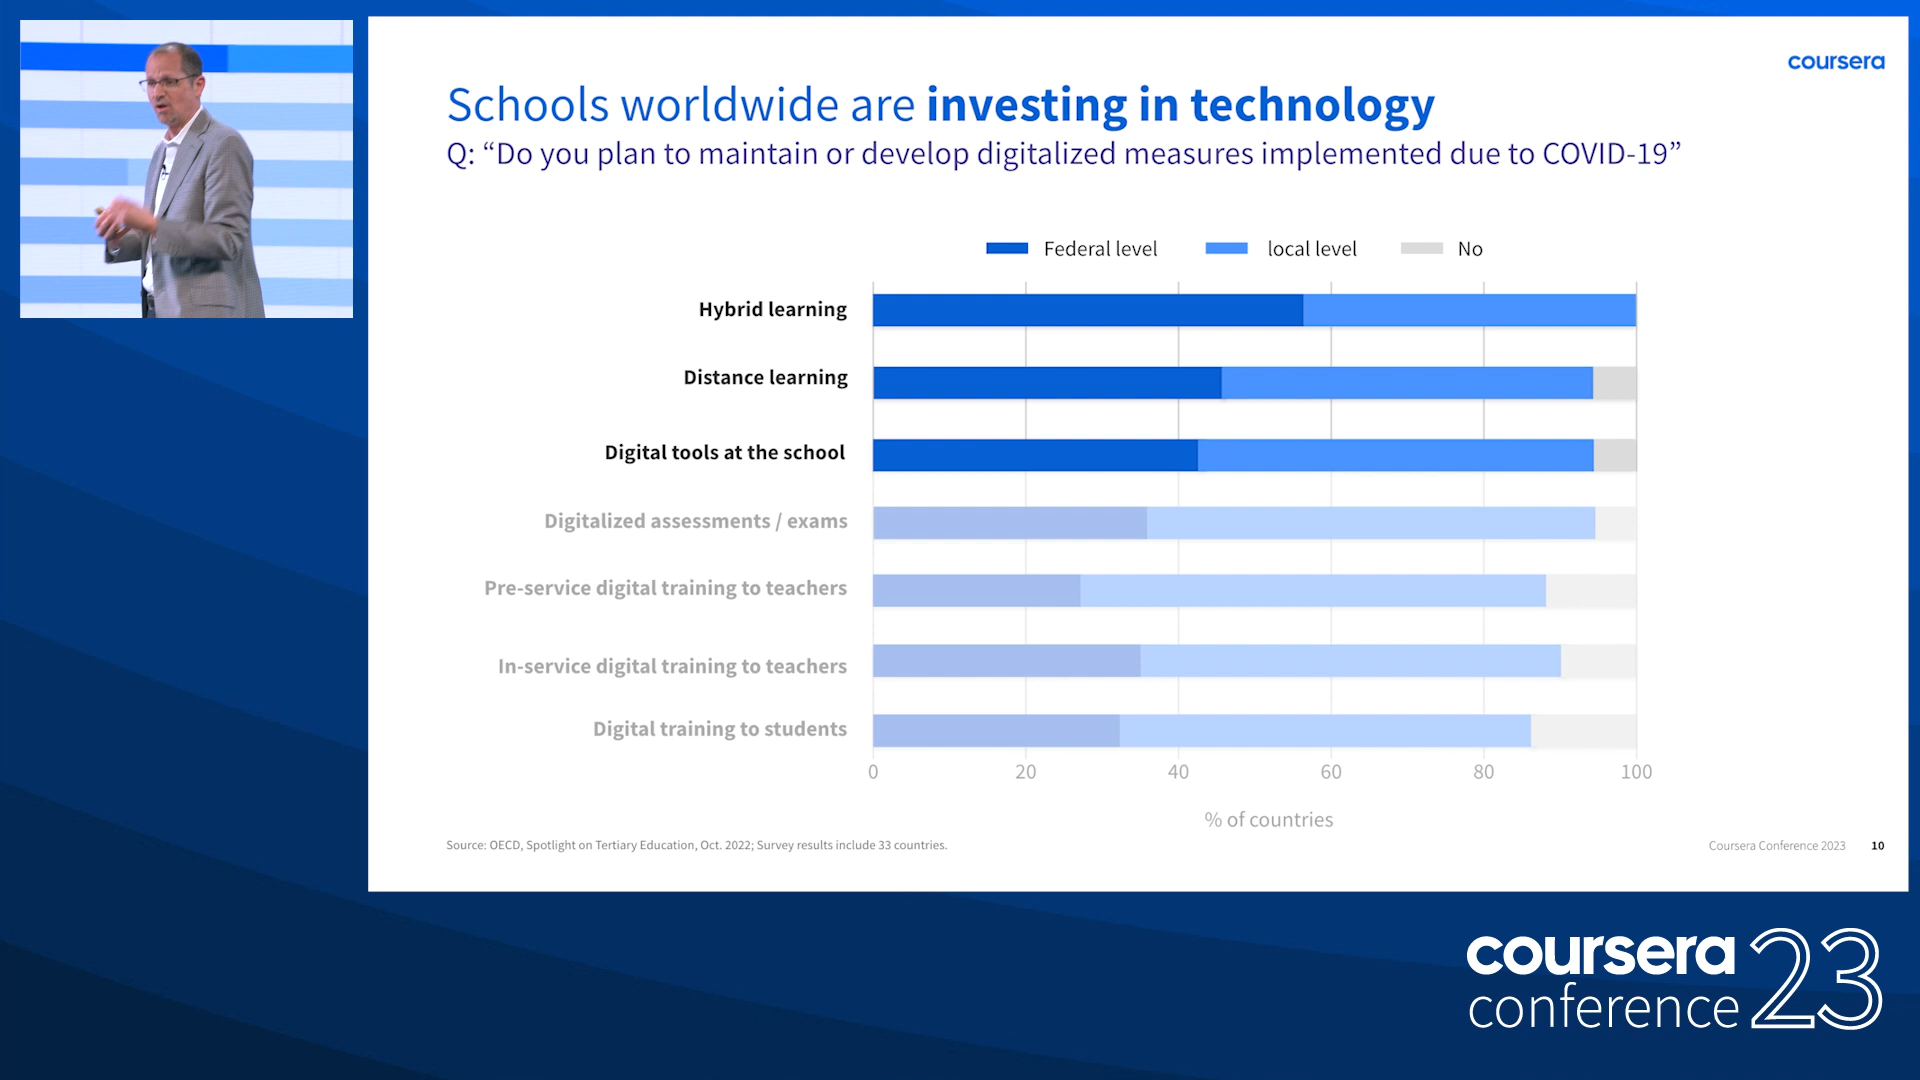 coursera
Schools worldwide are investing in technology
Q: “Do you plan to maintain or develop digitalized measures implemented due to COVID-19”
Federal level local level No
Hybrid learning
Distance learning
Digital tools at the school
Digitalized assessments / exams
Pre-service digital training to teachers
In-service digital training to teachers
Digital training to students
0 20 40 60 80 100
% of countries
Source: OECD, Spotlight on Tertiary Education, Oct. 2022; Survey results include 33 countries.
Coursera Conference 2023 10
coursera
conference 23